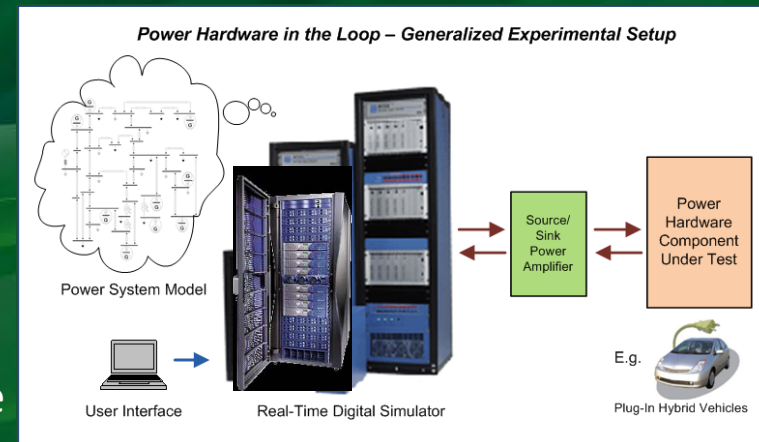 Power Hardware in the Loop – Generalized Experimental Setup
Power System Model
User Interface
Real-Time Digital Simulator
Source/
Sink
Power
Amplifier
Power
Hardware
Component
Under Test
E.g.
Plug-In Hybrid Vehicles
e